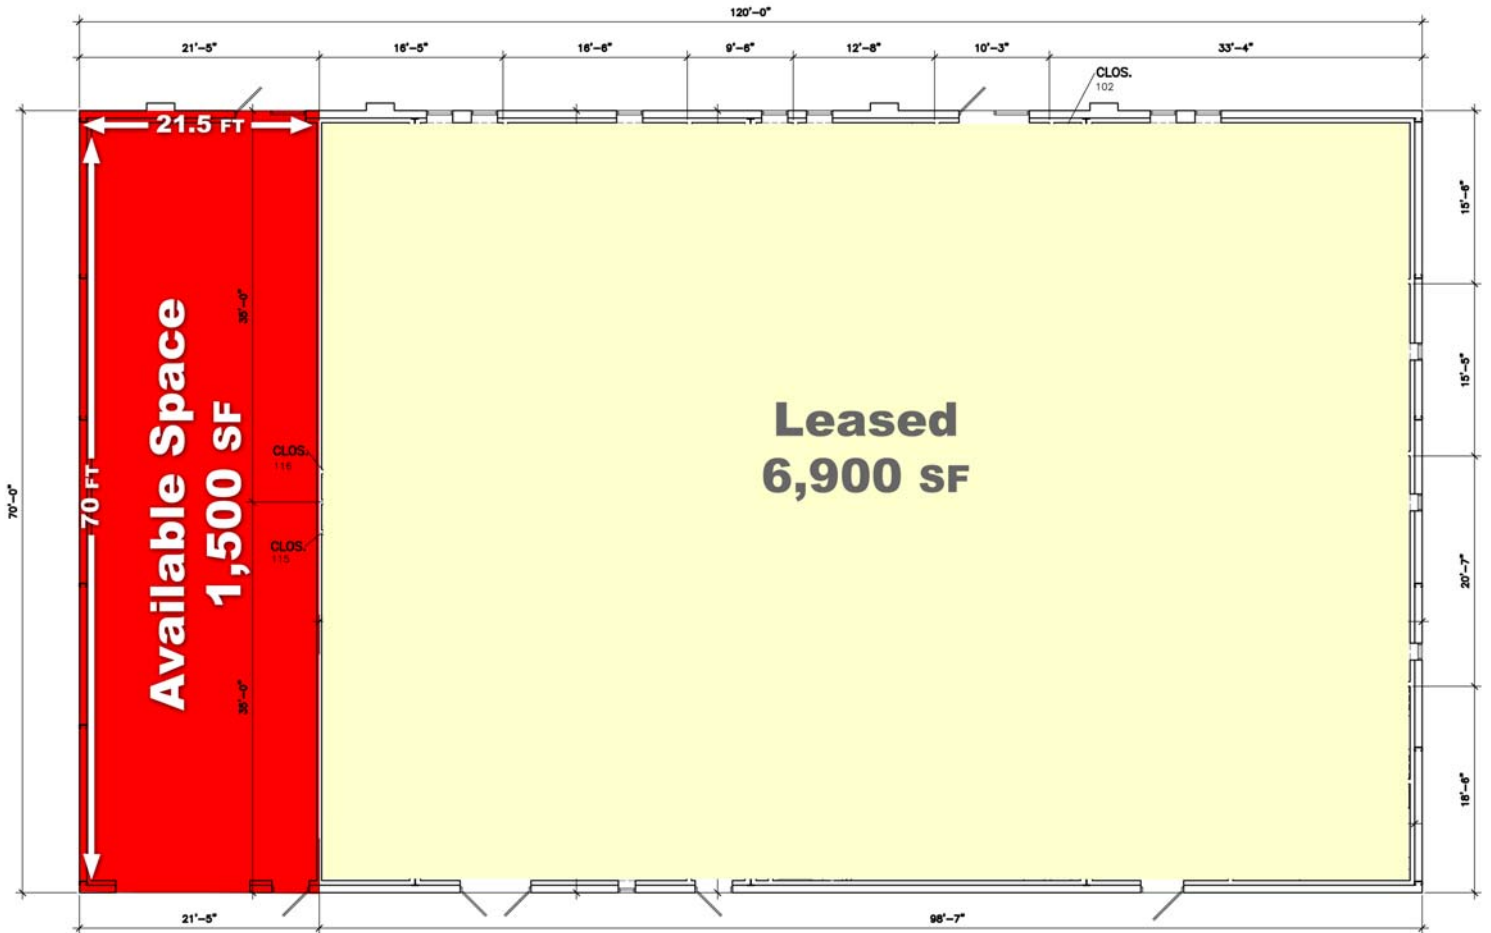 120'-0"
21'-5" 16'-5" 16'-6" 9'-6" 12'-8" 10'-3" 33'-4"
CLOS.
102
21.5 FT
15'-6"
35'-0"
15'-5"
Available Space
1,500 SF
Leased
6,900 SF
CLOS.
116
70 FT
70'-0"
CLOS.
115
20'-7"
35'-0"
18'-6"
21'-5" 98'-7"